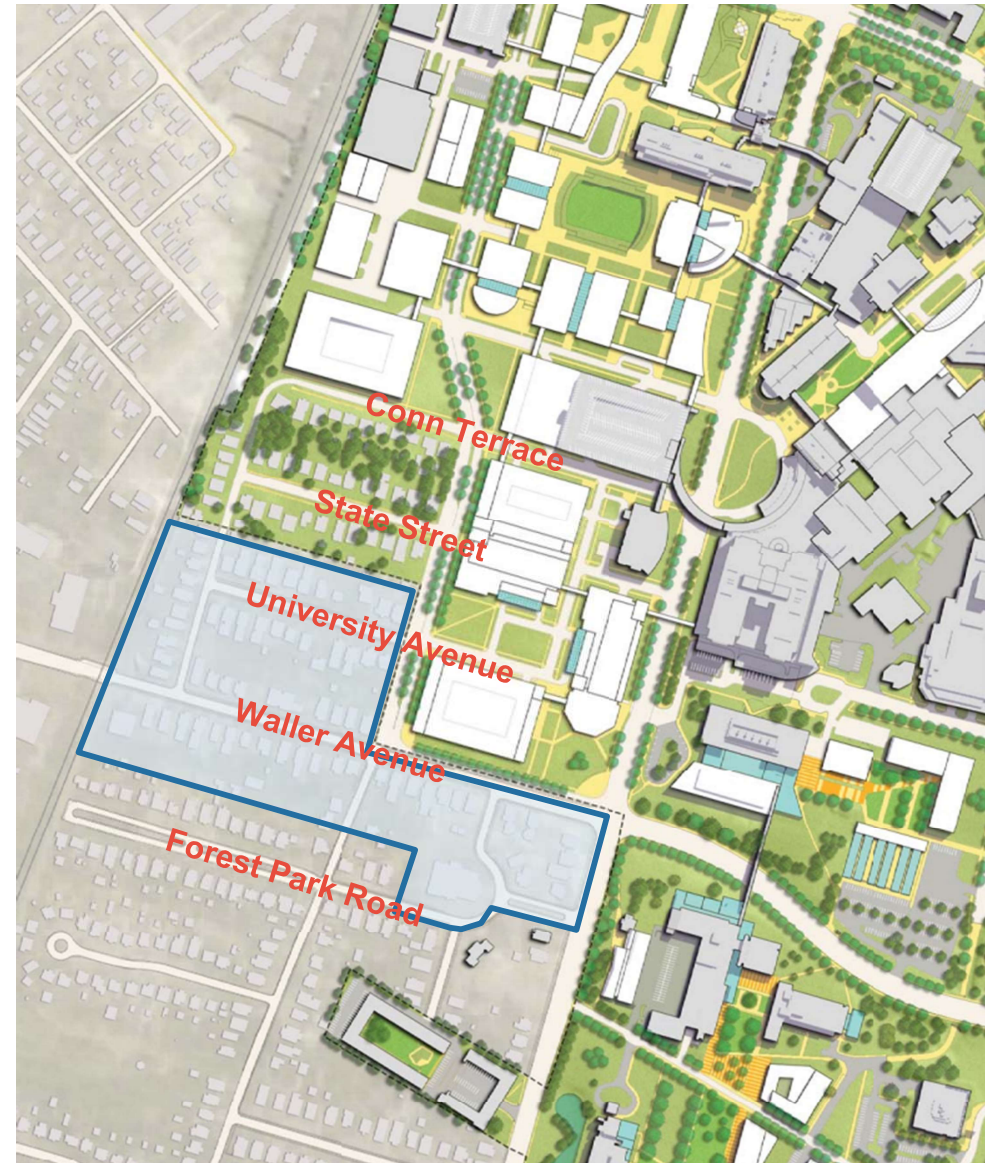 Conn Terrace
State Street
University Avenue
Waller Avenue
Forest Park Road